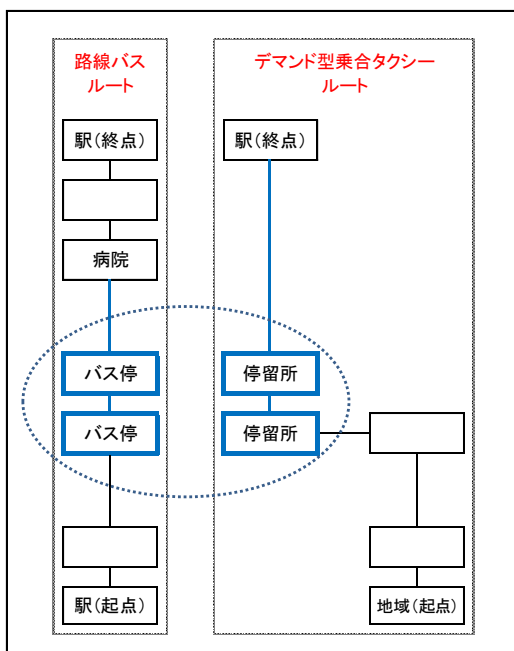 路線バス
ルート
デマンド型乗合タクシー
ルート
駅(終点)
駅(終点)
病院
バス停
停留所
バス停
停留所
駅(起点)
地域(起点)